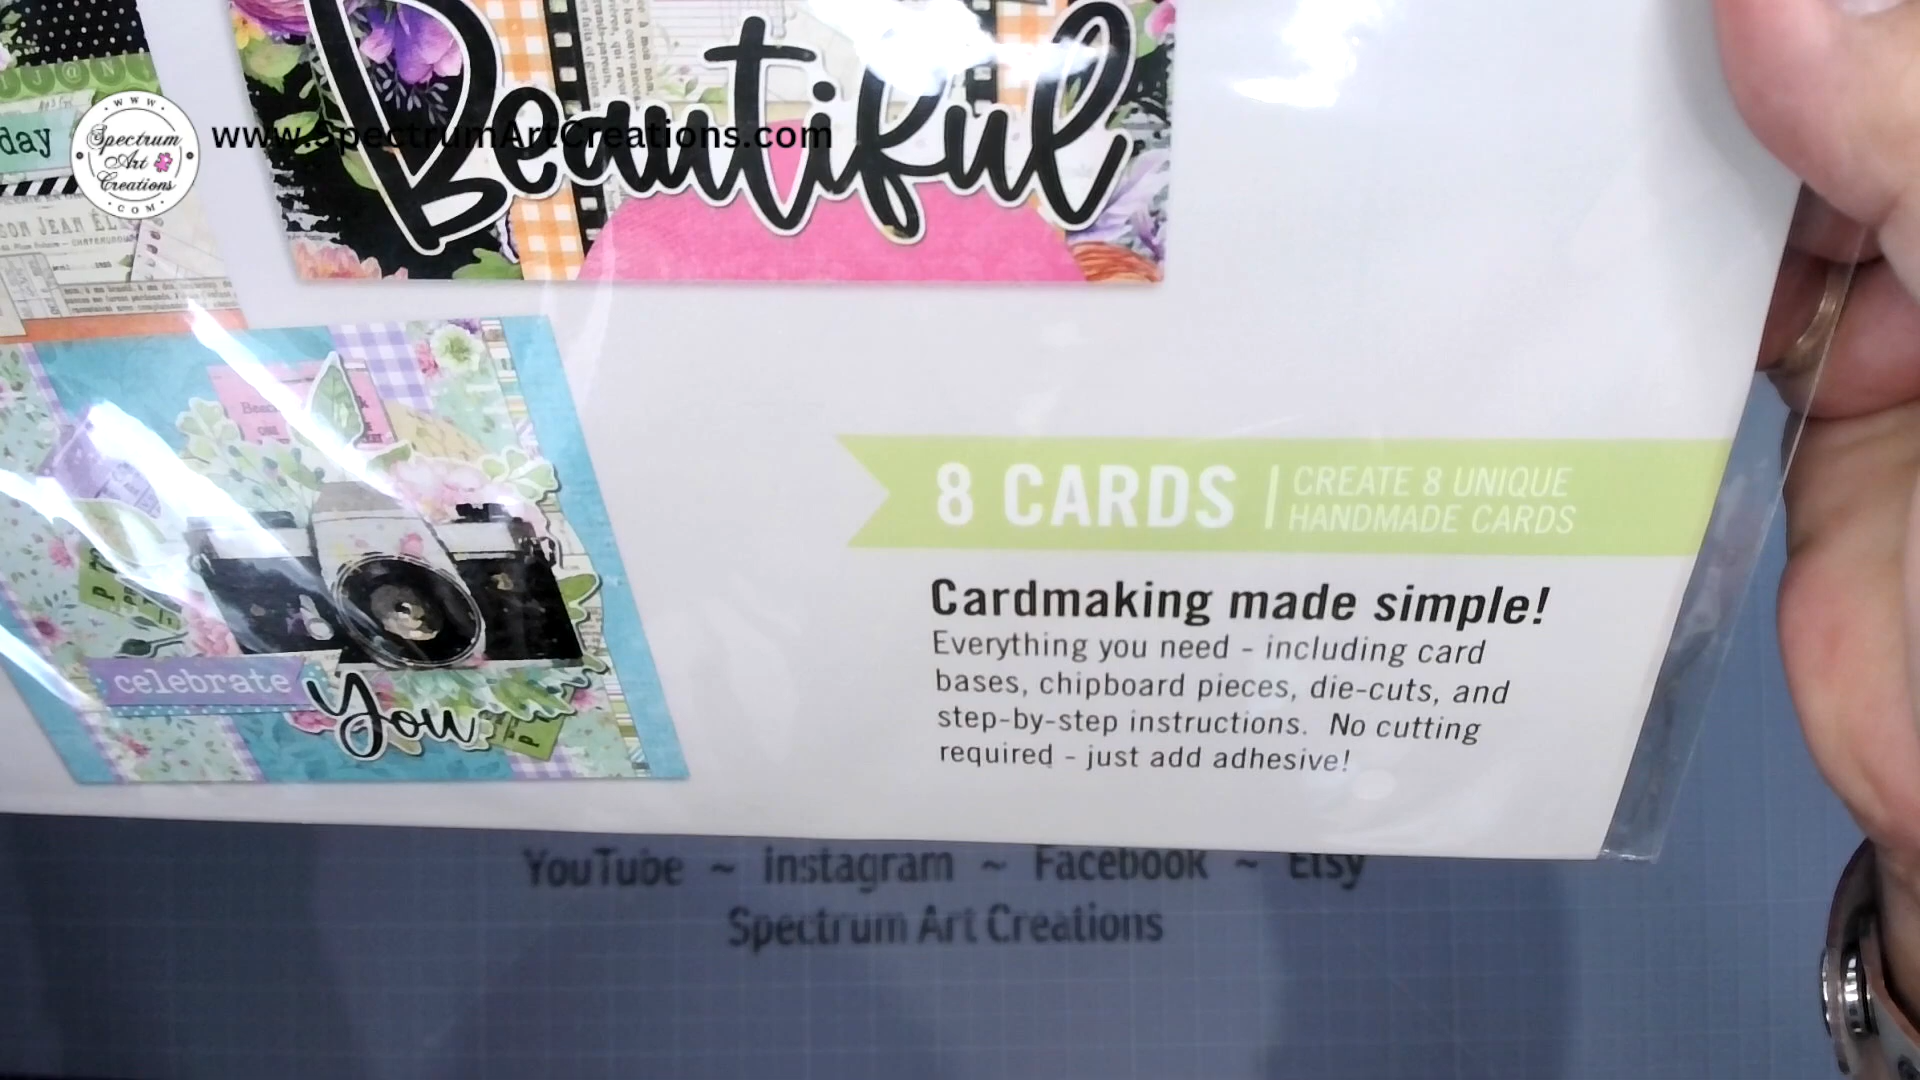 Beautiful
day
WWW.
Spectrum
Art
Creations
.COM.
www.SpectrumArtCreations.com
SON JEAN
8 CARDS | CREATE 8 UNIQUE
HANDMADE CARDS
celebrate
you
Cardmaking made simple!
Everything you need - including card
bases, chipboard pieces, die-cuts, and
step-by-step instructions. No cutting
required - just add adhesive!
YouTube ~ Instagram ~ Facebook ~ Etsy
Spectrum Art Creations